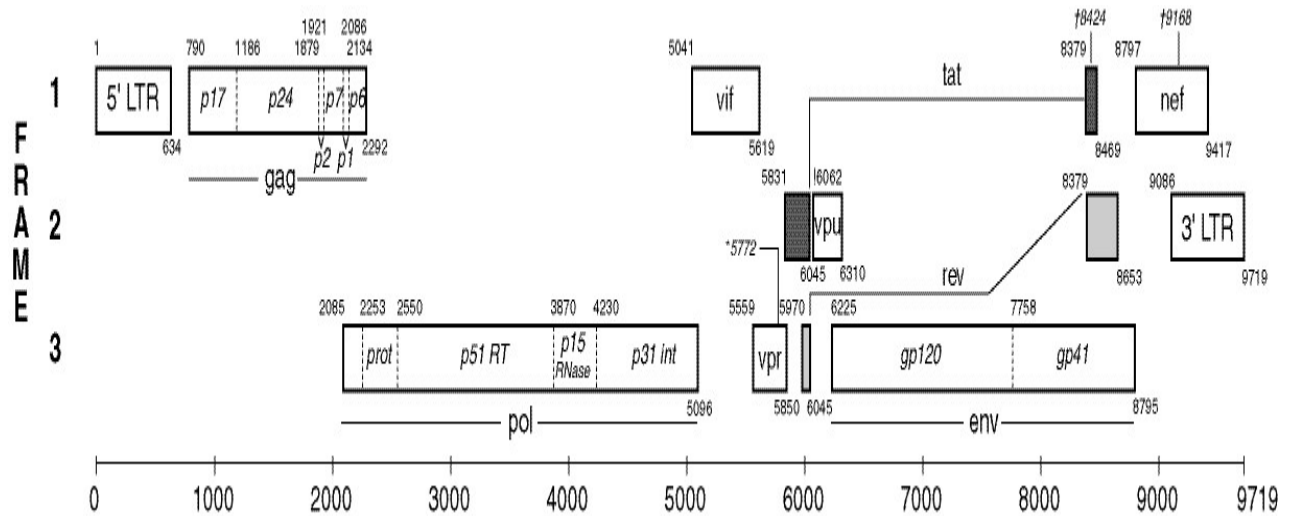 1921 2086 †8424 †9168
1 790 1186 1879 2134 5041 8379 8797
1 5' LTR p17 p24 p7 p6 vif tat nef
634 p2 p1 2292 5619 8469 9417
gag
5831 !6062 8379 9086
FRAME
2 vpu 3' LTR
*5772 6045 6310 rev 8653 9719
2085 2253 2550 3870 4230 5559 5970 6225 7758
3 prot p51 RT p15 RNase p31 int vpr gp120 gp41
5096 5850 6045 8795
pol env
0 1000 2000 3000 4000 5000 6000 7000 8000 9000 9719